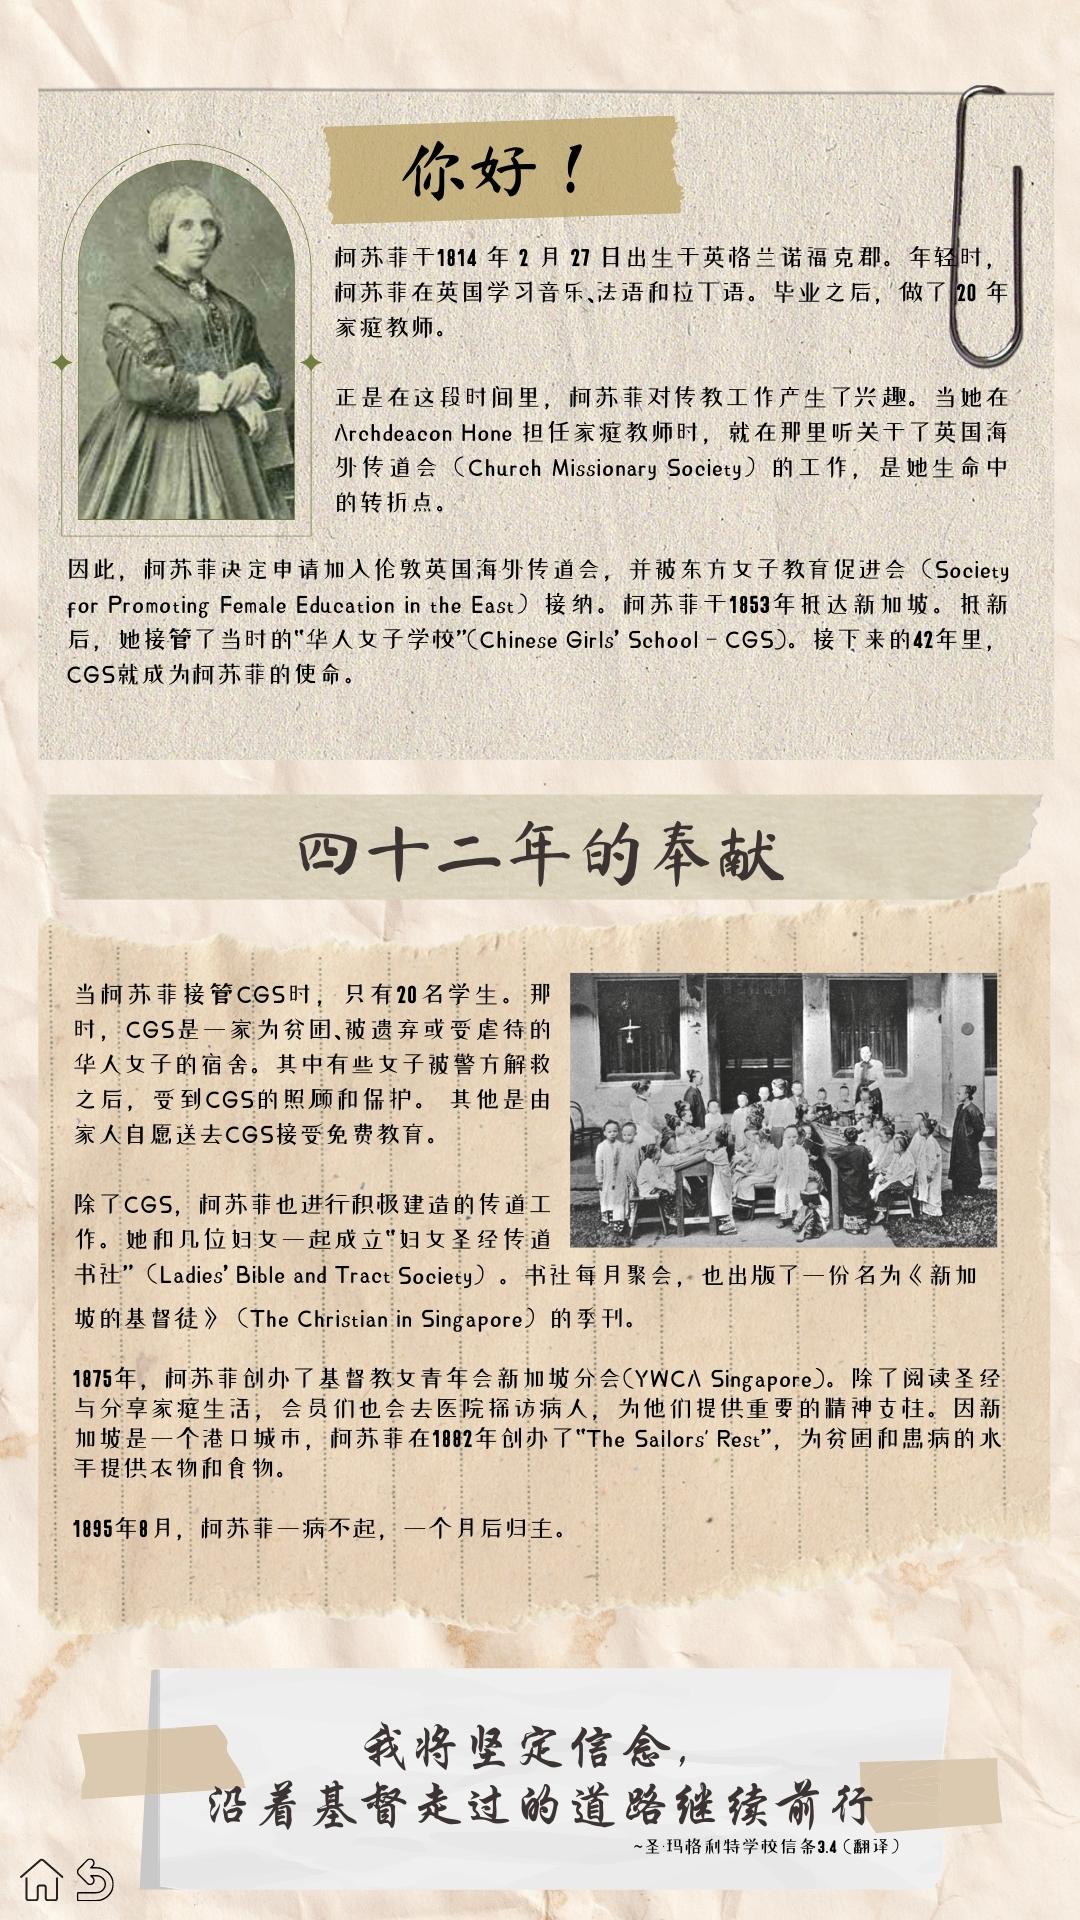 你好！
柯苏菲于1814 年 2 月 27 日出生于英格兰诺福克郡。年轻时，
柯苏菲在英国学习音乐、法语和拉丁语。毕业之后，做了 20 年
家庭教师。
正是在这段时间里，柯苏菲对传教工作产生了兴趣。当她在
Archdeacon Hone 担任家庭教师时，就在那里听关于了英国海
外传道会（Church Missionary Society）的工作，是她生命中
的转折点。
因此，柯苏菲决定申请加入伦敦英国海外传道会，并被东方女子教育促进会（Society
for Promoting Female Education in the East）接纳。柯苏菲于1853年抵达新加坡。抵新
后，她接管了当时的“华人女子学校”(Chinese Girls’ School – CGS)。接下来的42年里，
CGS就成为柯苏菲的使命。
四十二年的奉献
当柯苏菲接管CGS时，只有20名学生。那
时，CGS是一家为贫困、被遗弃或受虐待的
华人女子的宿舍。其中有些女子被警方解救
之后，受到CGS的照顾和保护。 其他是由
家人自愿送去CGS接受免费教育。
除了CGS，柯苏菲也进行积极建造的传道工
作。她和几位妇女一起成立“妇女圣经传道
书社”（Ladies’ Bible and Tract Society）。书社每月聚会，也出版了一份名为《新加
坡的基督徒》（The Christian in Singapore）的季刊。
1875年，柯苏菲创办了基督教女青年会新加坡分会(YWCA Singapore)。除了阅读圣经
与分享家庭生活，会员们也会去医院探访病人，为他们提供重要的精神支柱。因新
加坡是一个港口城市，柯苏菲在1882年创办了“The Sailors' Rest”，为贫困和患病的水
手提供衣物和食物。
1895年8月，柯苏菲一病不起，一个月后归主。
我将坚定信念，
沿着基督走过的道路继续前行
~圣·玛格利特学校信条3.4（翻译）